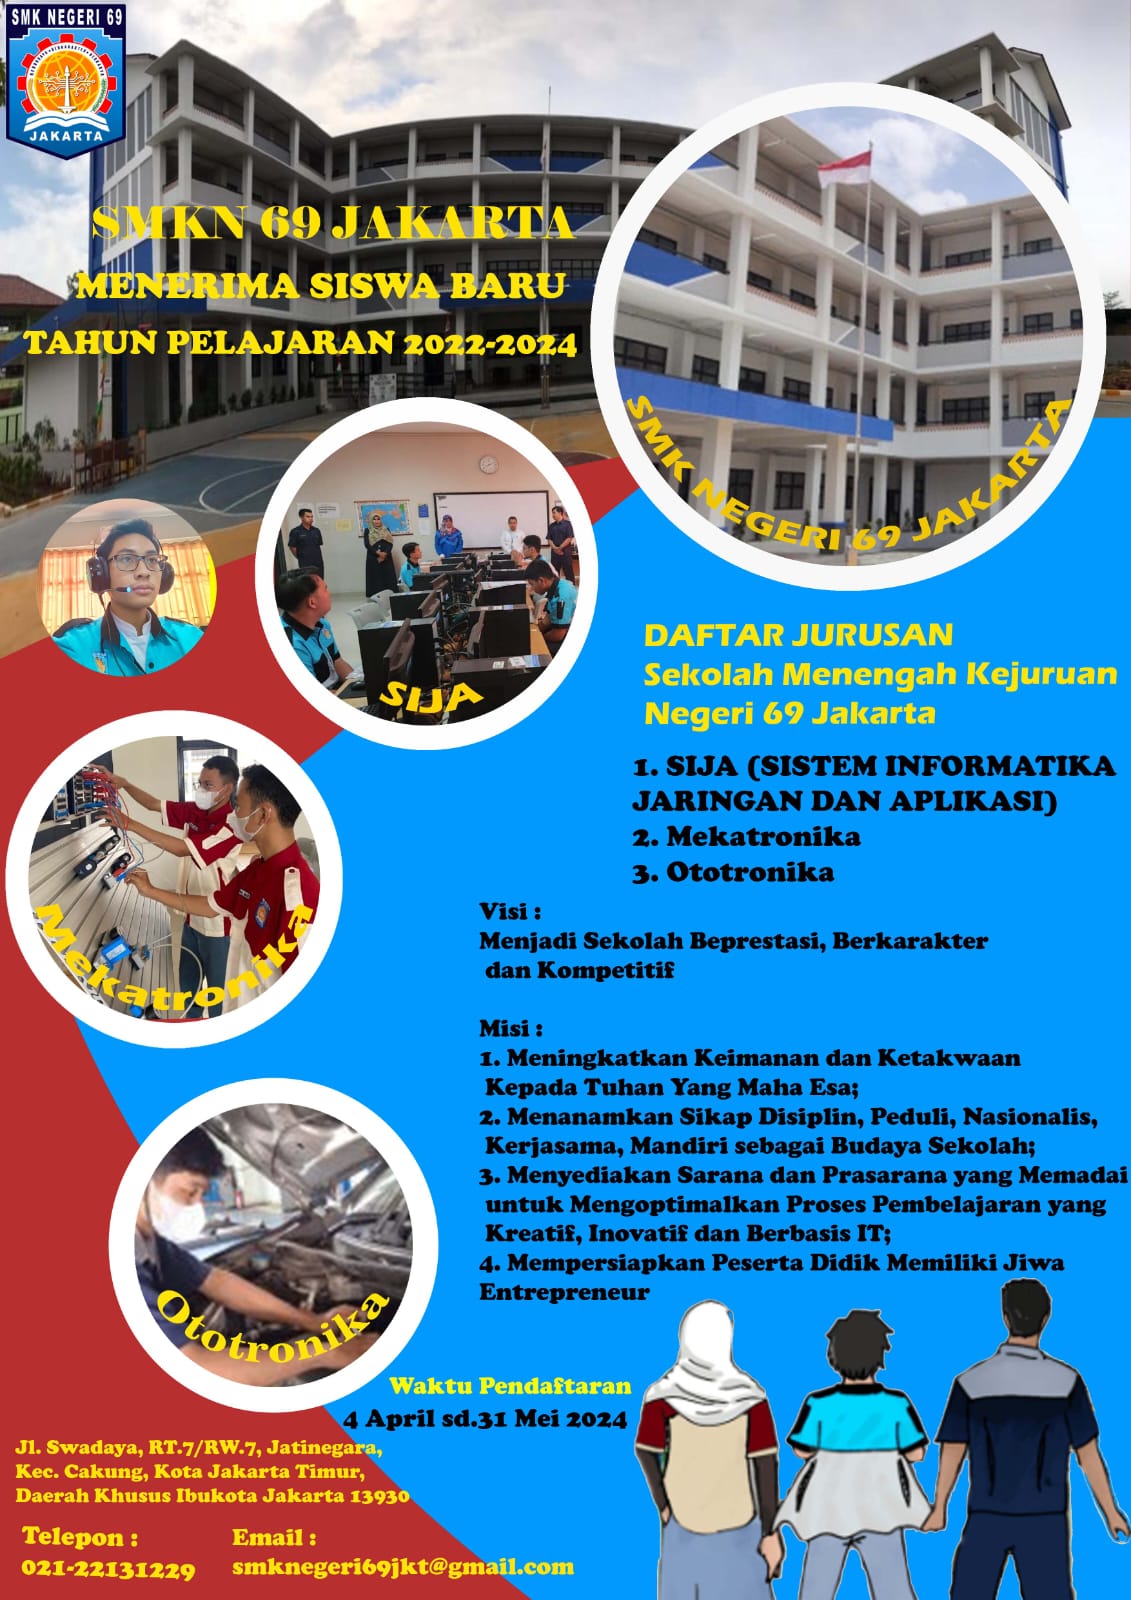 SMK NEGERI 69
JAKARTA
SMKN 69 JAKARTA
MENERIMA SISWA BARU
TAHUN PELAJARAN 2022-2024
SMK NEGERI 69 JAKARTA
SIJA
DAFTAR JURUSAN
Sekolah Menengah Kejuruan
Negeri 69 Jakarta
1. SIJA (SISTEM INFORMATIKA
JARINGAN DAN APLIKASI)
2. Mekatronika
3. Ototronika
Mekatronika
Visi :
Menjadi Sekolah Beprestasi, Berkarakter
dan Kompetitif
Misi :
1. Meningkatkan Keimanan dan Ketakwaan
Kepada Tuhan Yang Maha Esa;
2. Menanamkan Sikap Disiplin, Peduli, Nasionalis,
Kerjasama, Mandiri sebagai Budaya Sekolah;
3. Menyediakan Sarana dan Prasarana yang Memadai
untuk Mengoptimalkan Proses Pembelajaran yang
Kreatif, Inovatif dan Berbasis IT;
4. Mempersiapkan Peserta Didik Memiliki Jiwa
Entrepreneur
Ototronika
Waktu Pendaftaran
4 April sd.31 Mei 2024
Jl. Swadaya, RT.7/RW.7, Jatinegara,
Kec. Cakung, Kota Jakarta Timur,
Daerah Khusus Ibukota Jakarta 13930
Telepon :
021-22131229
Email :
smknegeri69jkt@gmail.com